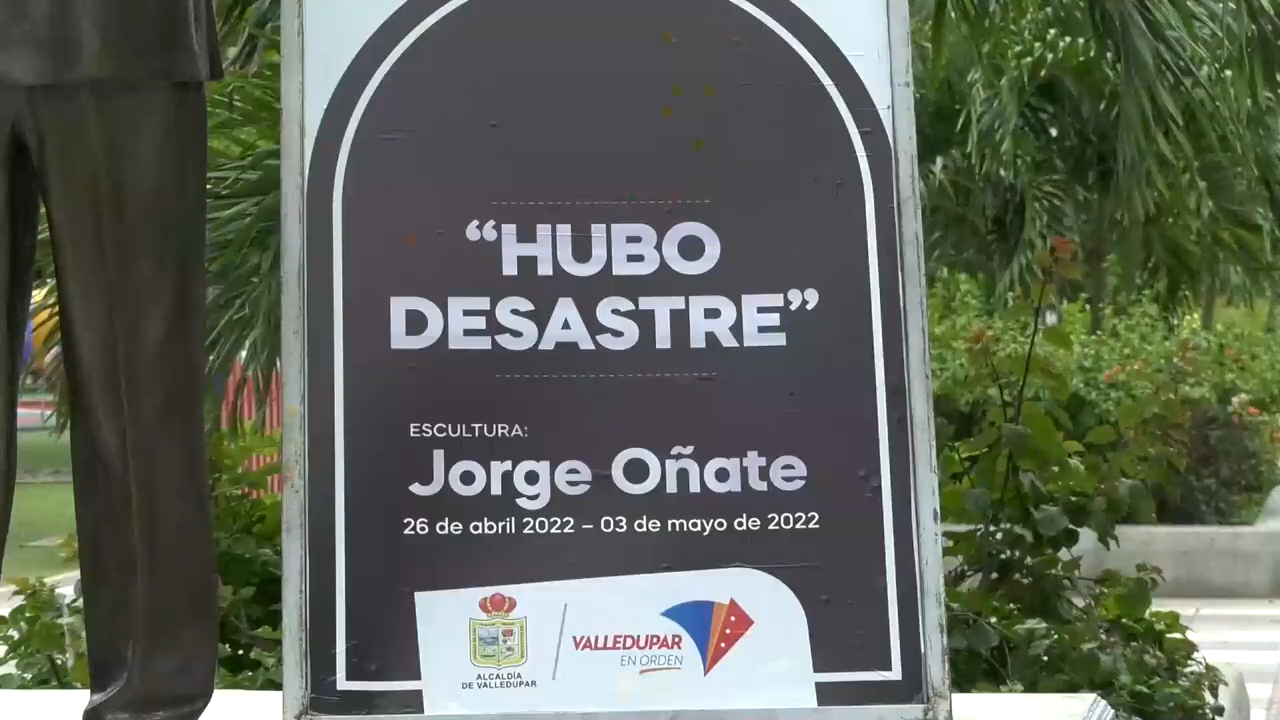 “HUBO
DESASTRE”
ESCULTURA:
Jorge Oñate
26 de abril 2022 – 03 de mayo de 2022
ALCALDÍA
DE VALLEDUPAR
VALLEDUPAR
EN ORDEN